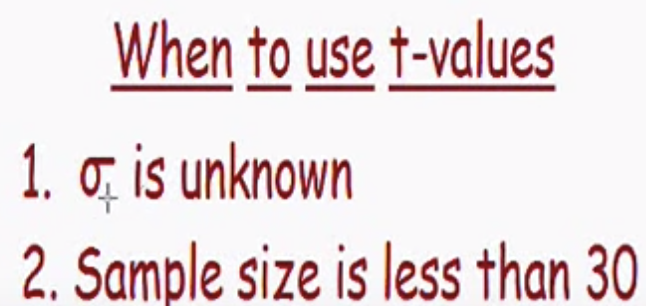 When to use t-values
1. σ is unknown
2. Sample size is less than 30